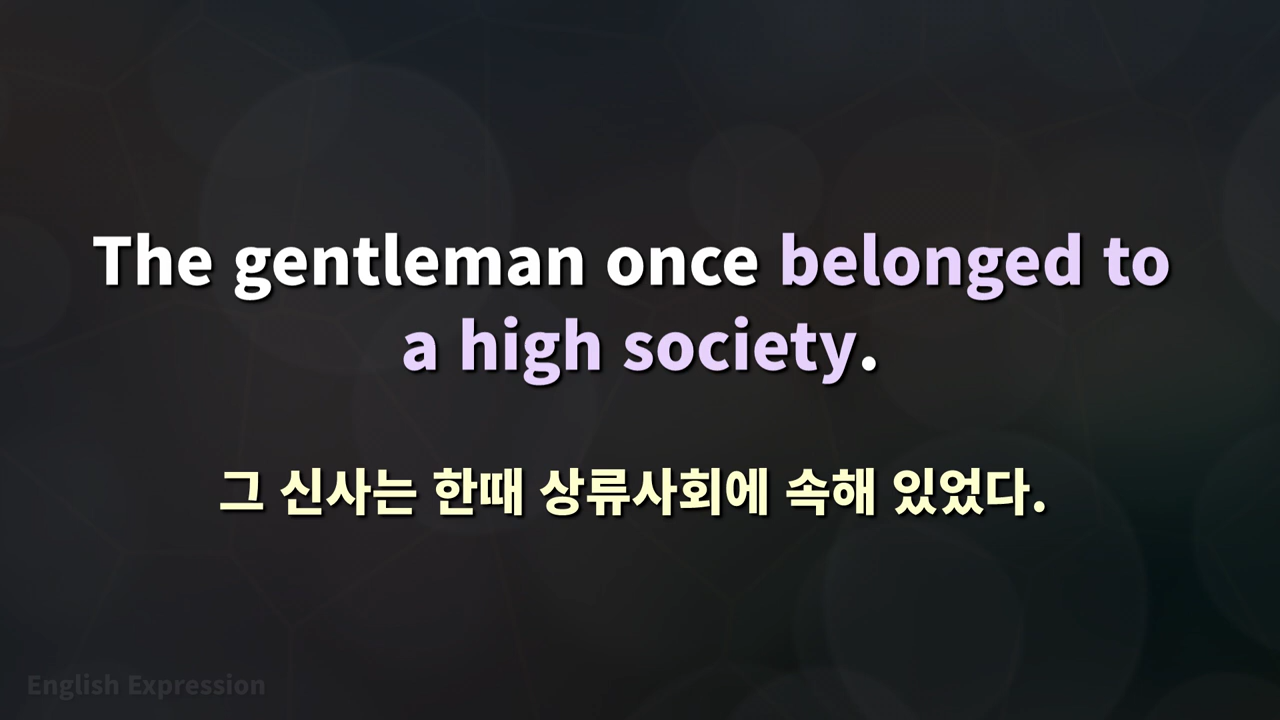 The gentleman once belonged to
a high society.
그 신사는 한때 상류사회에 속해 있었다.
English Expression